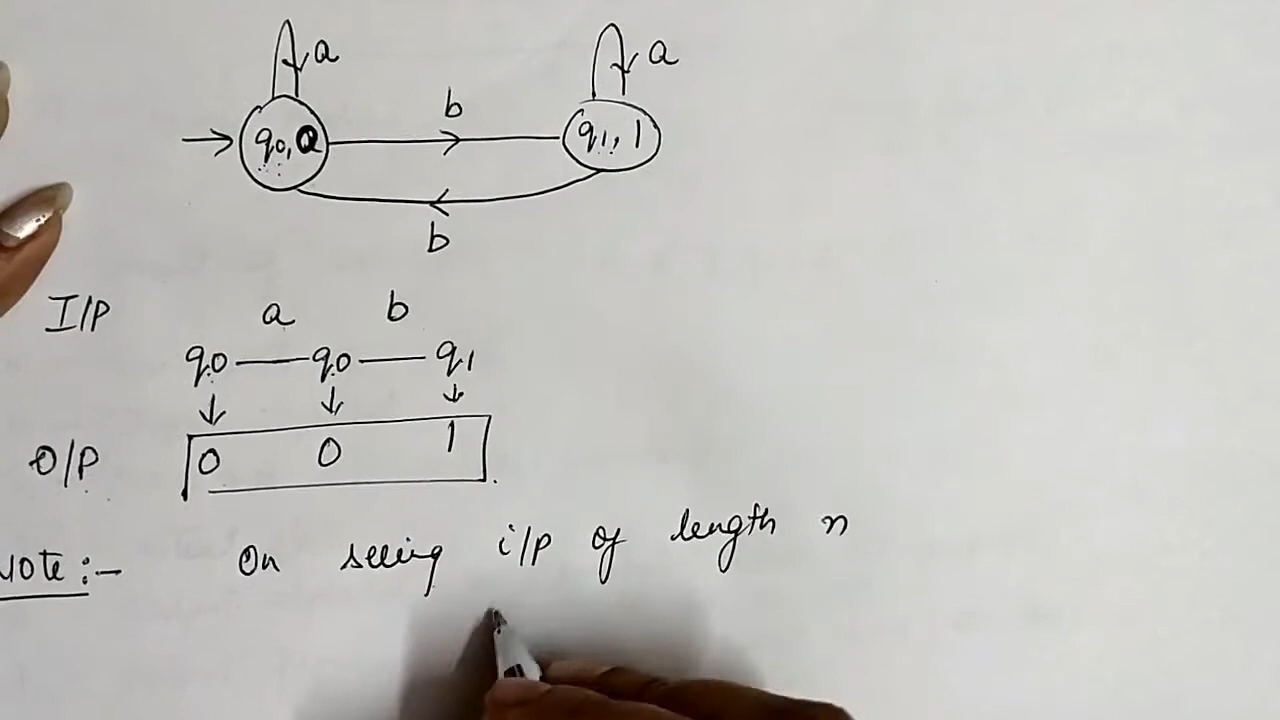 a a
b
q0, 0 q1, 1
b
I/P a b
q0 — q0 — q1
O/P 0 0 1
Note :- On seeing i/p of length n